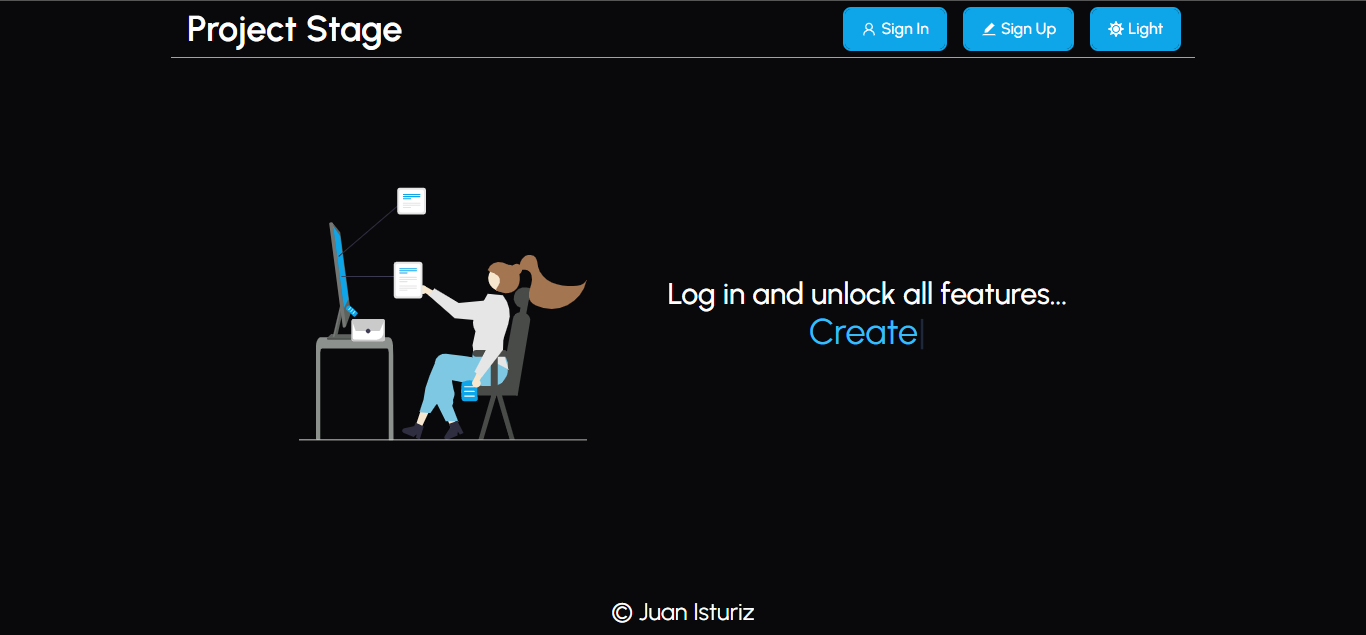 Project Stage
Sign In
Sign Up
Light
Log in and unlock all features...
Create
© Juan Isturiz